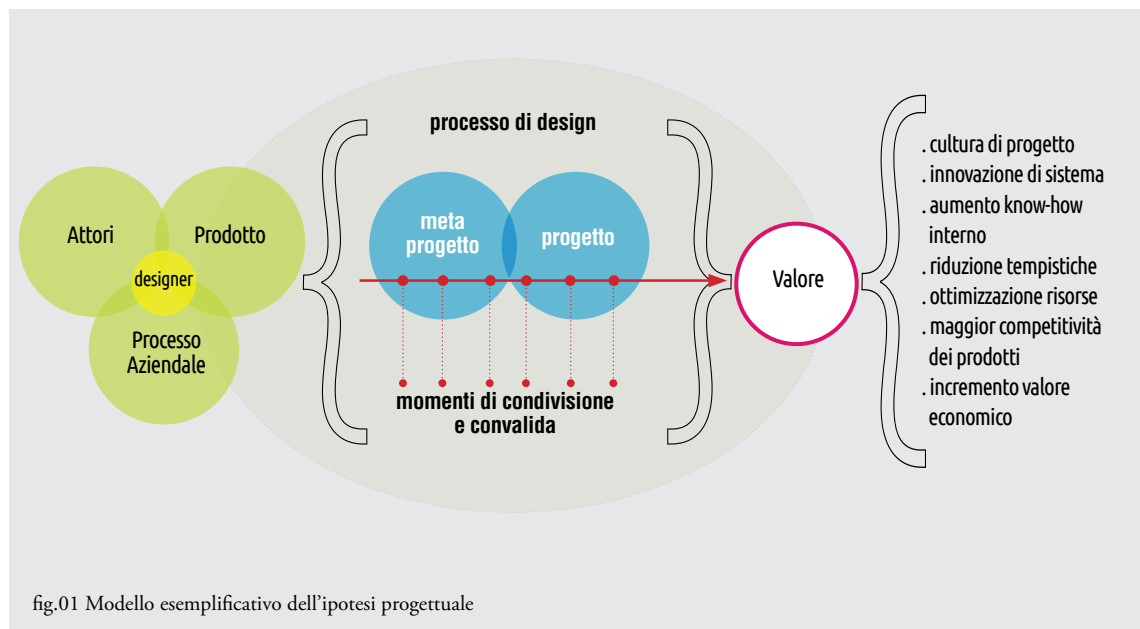 Attori
Prodotto
designer
Processo
Aziendale
processo di design
meta
progetto
progetto
momenti di condivisione
e convalida
Valore
. cultura di progetto
. innovazione di sistema
. aumento know-how
interno
. riduzione tempistiche
. ottimizzazione risorse
. maggior competitività
dei prodotti
. incremento valore
economico
fig.01 Modello esemplificativo dell'ipotesi progettuale